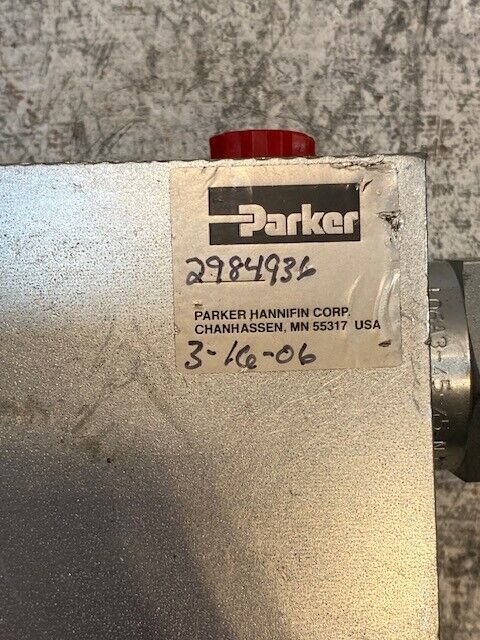 Parker
2984936
PARKER HANNIFIN CORP.
CHANHASSEN, MN 55317 USA
3-16-06